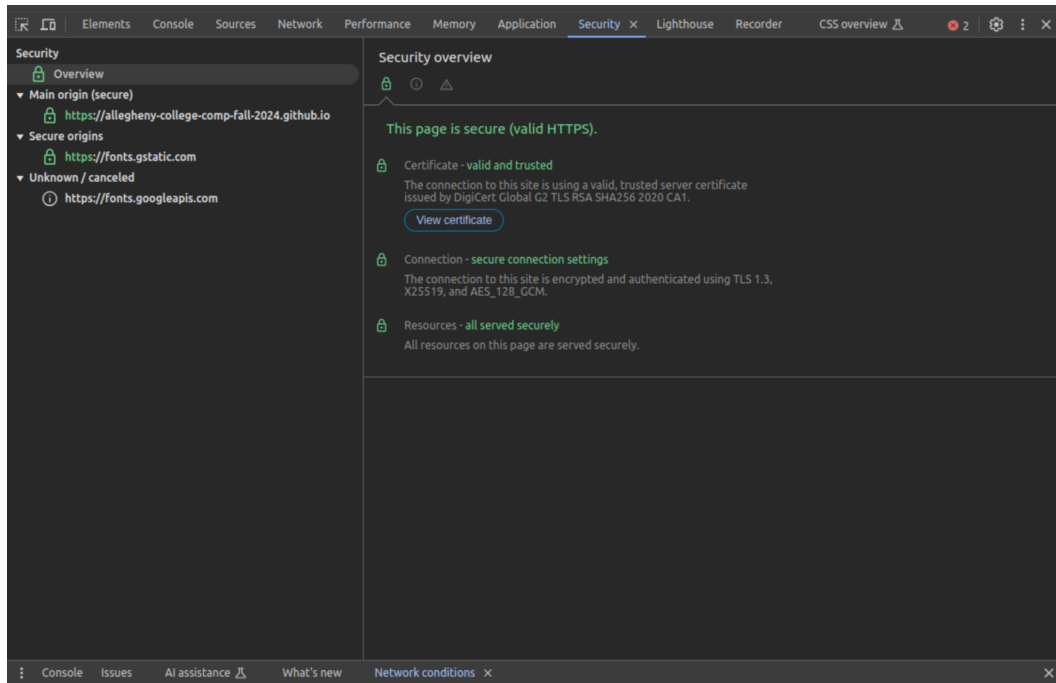 Elements Console Sources Network Performance Memory Application Security × Lighthouse Recorder CSS overview 2
Security
Overview
Main origin (secure)
https://allegheny-college-comp-fall-2024.github.io
Secure origins
https://fonts.gstatic.com
Unknown / canceled
https://fonts.googleapis.com
Security overview
This page is secure (valid HTTPS).
Certificate - valid and trusted
The connection to this site is using a valid, trusted server certificate
issued by DigiCert Global G2 TLS RSA SHA256 2020 CA1.
View certificate
Connection - secure connection settings
The connection to this site is encrypted and authenticated using TLS 1.3,
X25519, and AES_128_GCM.
Resources - all served securely
All resources on this page are served securely.
Console Issues AI assistance What's new Network conditions ×